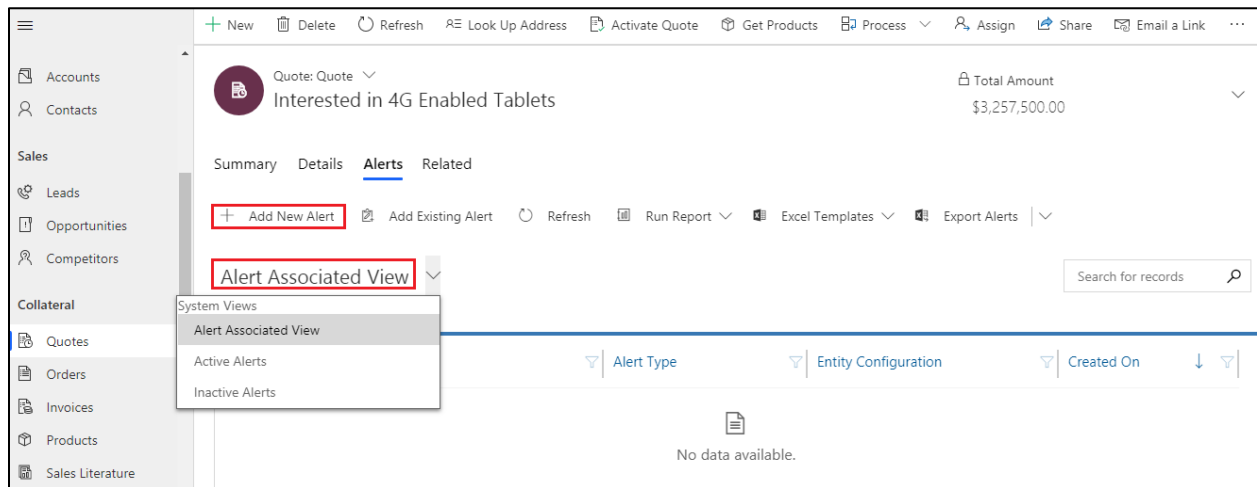 New Delete Refresh Look Up Address Activate Quote Get Products Process Assign Share Email a Link ...
Accounts
Contacts
Sales
Leads
Opportunities
Competitors
Collateral
Quotes
Orders
Invoices
Products
Sales Literature
Quote: Quote
Interested in 4G Enabled Tablets
Total Amount
$3,257,500.00
Summary Details Alerts Related
Add New Alert Add Existing Alert Refresh Run Report Excel Templates Export Alerts
Alert Associated View
Search for records
System Views
Alert Associated View
Active Alerts
Inactive Alerts
Alert Type Entity Configuration Created On
No data available.